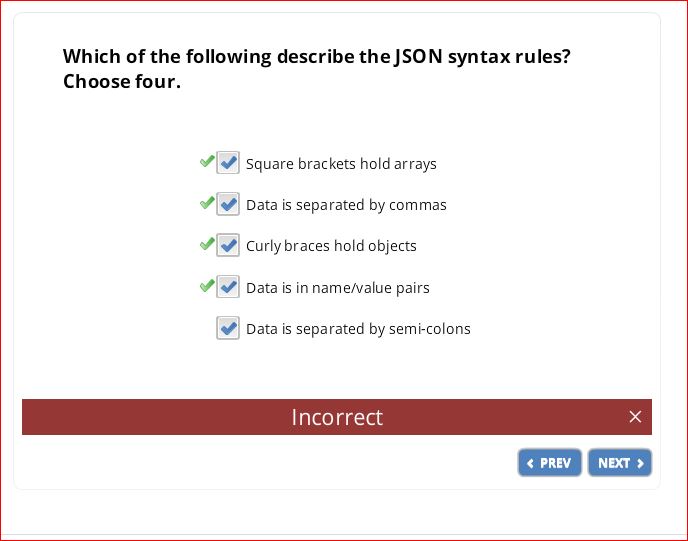 Which of the following describe the JSON syntax rules?
Choose four.
Square brackets hold arrays
Data is separated by commas
Curly braces hold objects
Data is in name/value pairs
Data is separated by semi-colons
Incorrect
PREV NEXT